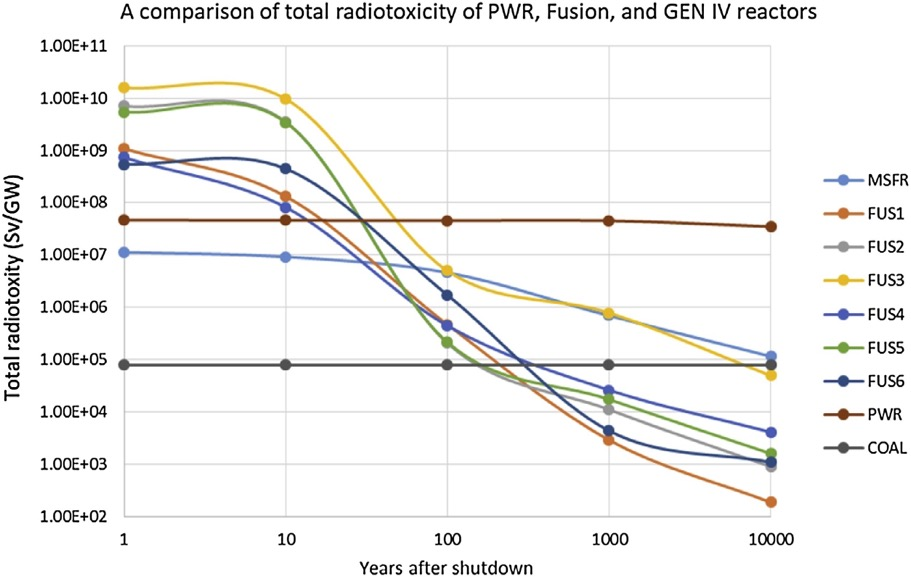 A comparison of total radiotoxicity of PWR, Fusion, and GEN IV reactors
1.00E+11
1.00E+10
1.00E+09
1.00E+08
1.00E+07
1.00E+06
1.00E+05
1.00E+04
1.00E+03
1.00E+02
Total radiotoxicity (Sv/GW)
1 10 100 1000 10000
Years after shutdown
MSFR
FUS1
FUS2
FUS3
FUS4
FUS5
FUS6
PWR
COAL